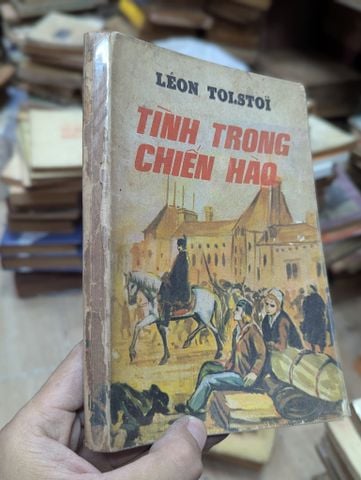 LÉON TOLSTOÏ
TÌNH TRONG
CHIẾN HÀO